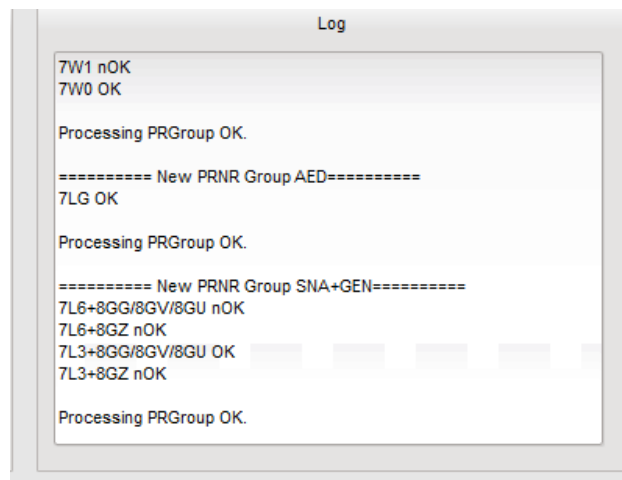 Log
7W1 nOK
7W0 OK
Processing PRGroup OK.
========== New PRNR Group AED==========
7LG OK
Processing PRGroup OK.
========== New PRNR Group SNA+GEN==========
7L6+8GG/8GV/8GU nOK
7L6+8GZ nOK
7L3+8GG/8GV/8GU OK
7L3+8GZ nOK
Processing PRGroup OK.